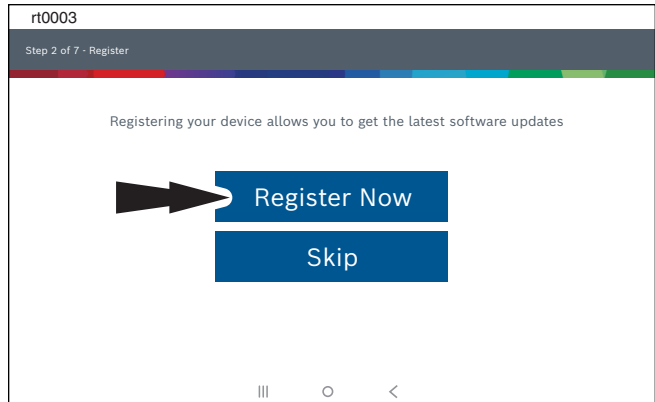 rt0003
Step 2 of 7 - Register
Registering your device allows you to get the latest software updates
Register Now
Skip